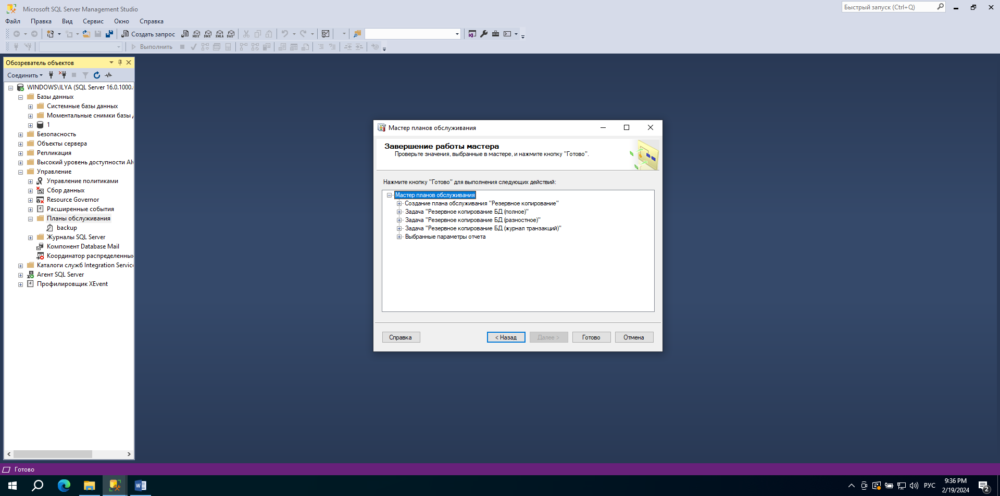 Microsoft SQL Server Management Studio
Быстрый запуск (Ctrl+Q)
Файл Правка Вид Сервис Окно Справка
Создать запрос MDX DMX XMLA DAX
Выполнить
Обозреватель объектов
Соединить
WINDOWS\ILYA (SQL Server 16.0.1000.
Базы данных
Системные базы данных
Моментальные снимки базы
1
Безопасность
Объекты сервера
Репликация
Высокий уровень доступности Al
Управление
Управление политиками
Сбор данных
Resource Governor
Расширенные события
Планы обслуживания
backup
Журналы SQL Server
Компонент Database Mail
Координатор распределенных
Каталоги служб Integration Servic
Агент SQL Server
Профилировщик XEvent
Мастер планов обслуживания
Завершение работы мастера
Проверьте значения, выбранные в мастере, и нажмите кнопку "Готово".
Нажмите кнопку "Готово" для выполнения следующих действий:
Мастер планов обслуживания
Создание плана обслуживания "Резервное копирование"
Задача "Резервное копирование БД (полное)"
Задача "Резервное копирование БД (разностное)"
Задача "Резервное копирование БД (журнал транзакций)"
Выбранные параметры отчета
Справка < Назад Далее > Готово Отмена
Готово
РУС
9:36 PM
2/19/2024
2